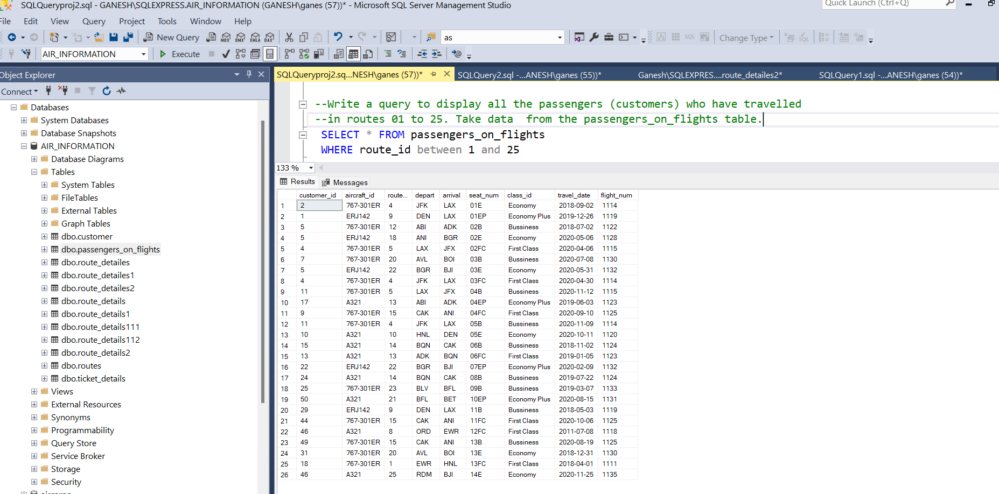 SQLQueryproj2.sql - GANESH\SQLEXPRESS.AIR_INFORMATION (GANESH\ganes (57))* - Microsoft SQL Server Management Studio
Quick Launch (Ctrl+Q)
File Edit View Query Project Tools Window Help
New Query MDX DMX XMLA DAX as SQL Change Type SQL
AIR_INFORMATION Execute
Object Explorer
Connect
Databases
System Databases
Database Snapshots
AIR_INFORMATION
Database Diagrams
Tables
System Tables
FileTables
External Tables
Graph Tables
dbo.customer
dbo.passengers_on_flights
dbo.route_detailes
dbo.route_detailes1
dbo.route_detailes2
dbo.route_details
dbo.route_details1
dbo.route_details111
dbo.route_details112
dbo.route_details2
dbo.routes
dbo.ticket_details
Views
External Resources
Synonyms
Programmability
Query Store
Service Broker
Storage
Security
SQLQueryproj2.sq...NESH\ganes (57))* SQLQuery2.sql -...ANESH\ganes (55))* Ganesh\SQLEXPRES....route_detailes2* SQLQuery1.sql -...ANESH\ganes (54))*
--Write a query to display all the passengers (customers) who have travelled
--in routes 01 to 25. Take data  from the passengers_on_flights table.
SELECT * FROM passengers_on_flights
WHERE route_id between 1 and 25
133 %
Results Messages
customer_id aircraft_id route... depart arrival seat_num class_id travel_date flight_num
1 2 767-301ER 4 JFK LAX 01E Economy 2018-09-02 1114
2 1 ERJ142 9 DEN LAX 01EP Economy Plus 2019-12-26 1119
3 5 767-301ER 12 ABI ADK 02B Bussiness 2018-07-02 1122
4 5 ERJ142 18 ANI BGR 02E Economy 2020-05-06 1128
5 4 767-301ER 5 LAX JFX 02FC First Class 2020-04-06 1115
6 7 767-301ER 20 AVL BOI 03B Bussiness 2020-07-08 1130
7 5 ERJ142 22 BGR BJI 03E Economy 2020-05-31 1132
8 4 767-301ER 4 JFK LAX 03FC First Class 2020-04-30 1114
9 11 767-301ER 5 LAX JFX 04B Bussiness 2020-11-12 1115
10 17 A321 13 ABI ADK 04EP Economy Plus 2019-06-03 1123
11 9 767-301ER 15 CAK ANI 04FC First Class 2020-09-10 1125
12 11 767-301ER 4 JFK LAX 05B Bussiness 2020-11-09 1114
13 10 A321 10 HNL DEN 05E Economy 2020-10-11 1120
14 15 A321 14 BQN CAK 06B Bussiness 2018-11-02 1124
15 13 A321 13 ADK BQN 06FC First Class 2019-01-05 1123
16 22 ERJ142 22 BGR BJI 07EP Economy Plus 2020-02-09 1132
17 24 A321 14 BQN CAK 08B Bussiness 2019-07-22 1124
18 25 767-301ER 23 BLV BFL 09B Bussiness 2019-03-07 1133
19 50 A321 21 BFL BET 10EP Economy Plus 2020-08-15 1131
20 29 ERJ142 9 DEN LAX 11B Bussiness 2018-05-03 1119
21 44 767-301ER 15 CAK ANI 11FC First Class 2020-10-06 1125
22 46 A321 8 ORD EWR 12FC First Class 2011-07-08 1118
23 49 767-301ER 15 CAK ANI 13B Bussiness 2020-08-19 1125
24 31 767-301ER 20 AVL BOI 13E Economy 2018-12-31 1130
25 18 767-301ER 1 EWR HNL 13FC First Class 2018-04-01 1111
26 46 A321 25 RDM BJI 14E Economy 2020-11-25 1135